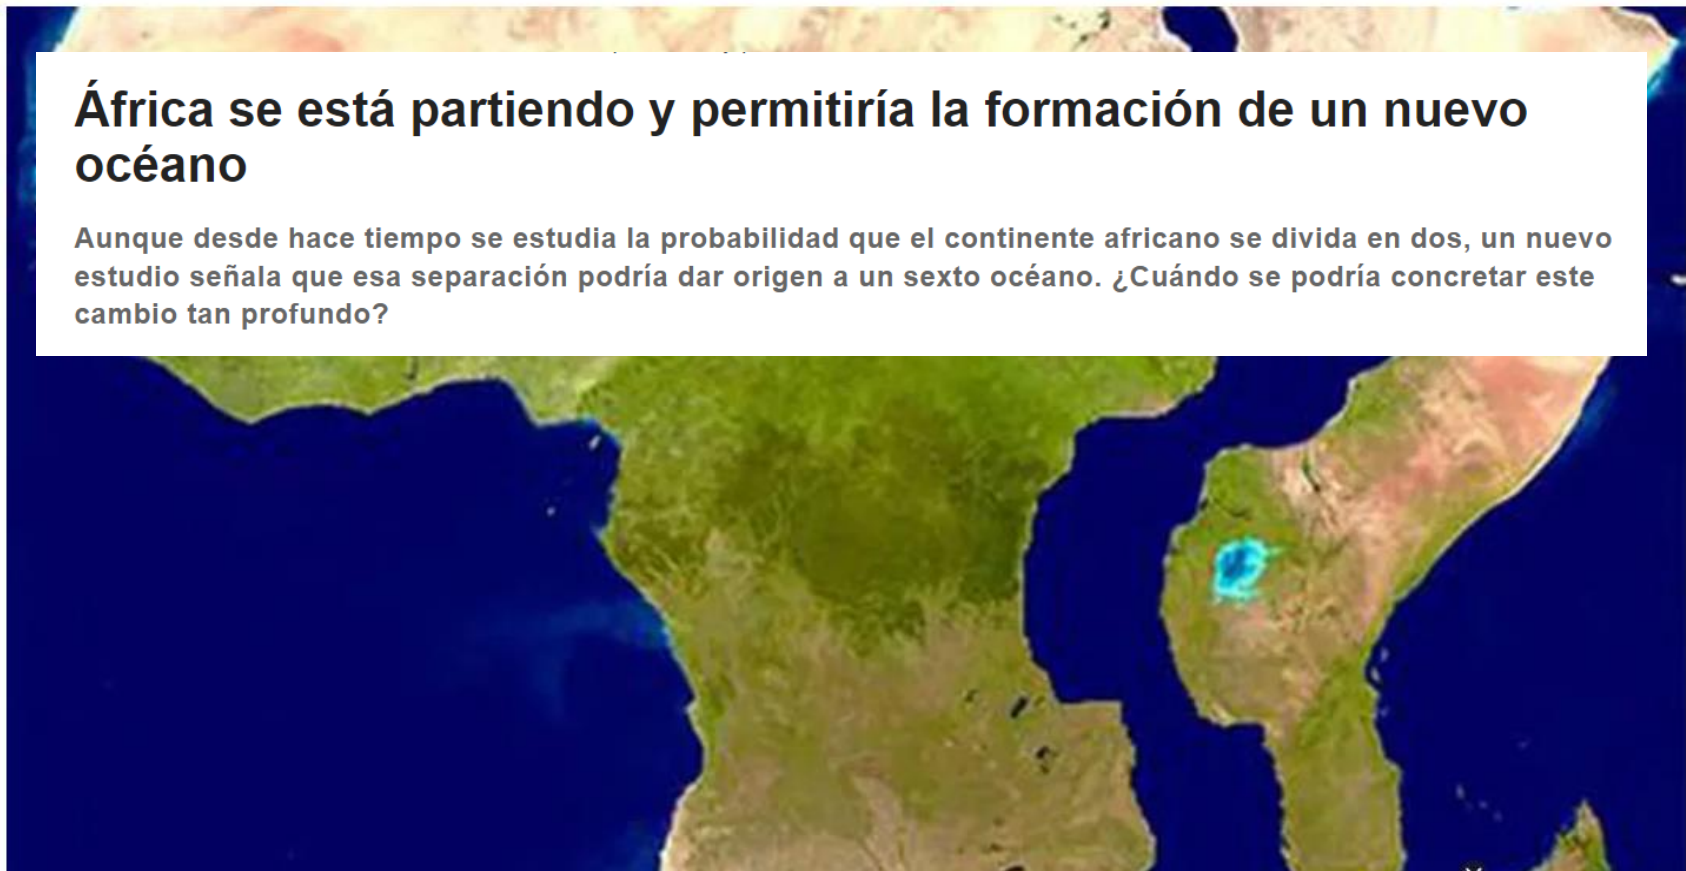 África se está partiendo y permitiría la formación de un nuevo
océano
Aunque desde hace tiempo se estudia la probabilidad que el continente africano se divida en dos, un nuevo
estudio señala que esa separación podría dar origen a un sexto océano. ¿Cuándo se podría concretar este
cambio tan profundo?